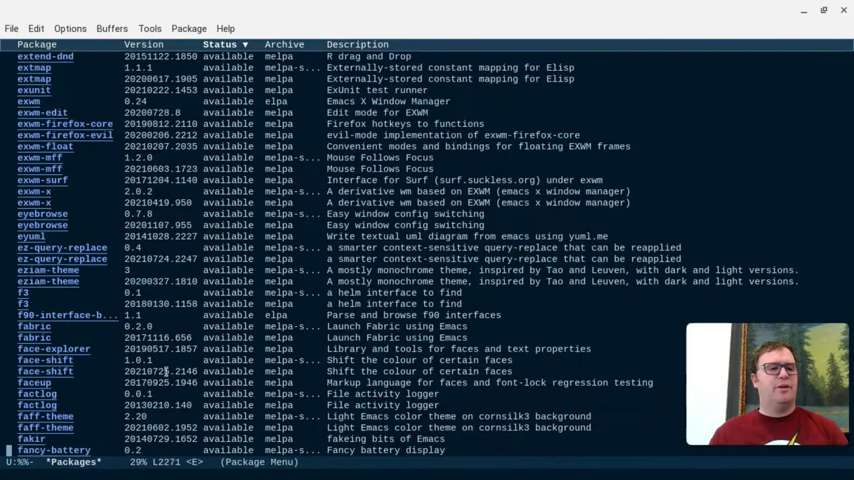 File Edit Options Buffers Tools Package Help
Package Version Status ▼ Archive Description
extend-dnd 20151122.1850 available melpa R drag and Drop
extmap 1.1.1 available melpa-s... Externally-stored constant mapping for Elisp
extmap 20200617.1905 available melpa Externally-stored constant mapping for Elisp
exunit 20210222.1453 available melpa ExUnit test runner
exwm 0.24 available elpa Emacs X Window Manager
exwm-edit 20200728.8 available melpa Edit mode for EXWM
exwm-firefox-core 20190812.2110 available melpa Firefox hotkeys to functions
exwm-firefox-evil 20200206.2212 available melpa evil-mode implementation of exwm-firefox-core
exwm-float 20210207.2035 available melpa Convenient modes and bindings for floating EXWM frames
exwm-mff 1.2.0 available melpa-s... Mouse Follows Focus
exwm-mff 20210603.1723 available melpa Mouse Follows Focus
exwm-surf 20171204.1140 available melpa Interface for Surf (surf.suckless.org) under exwm
exwm-x 2.0.2 available melpa-s... A derivative wm based on EXWM (emacs x window manager)
exwm-x 20210419.950 available melpa A derivative wm based on EXWM (emacs x window manager)
eyebrowse 0.7.8 available melpa-s... Easy window config switching
eyebrowse 20201107.955 available melpa Easy window config switching
eyuml 20141028.2227 available melpa Write textual uml diagram from emacs using yuml.me
ez-query-replace 0.4 available melpa-s... a smarter context-sensitive query-replace that can be reapplied
ez-query-replace 20210724.2247 available melpa a smarter context-sensitive query-replace that can be reapplied
eziam-theme 3 available melpa-s... A mostly monochrome theme, inspired by Tao and Leuven, with dark and light versions.
eziam-theme 20200327.1810 available melpa A mostly monochrome theme, inspired by Tao and Leuven, with dark and light versions.
f3 0.1 available melpa-s... a helm interface to find
f3 20180130.1158 available melpa a helm interface to find
f90-interface-b... 1.1 available elpa Parse and browse f90 interfaces
fabric 0.2.0 available melpa-s... Launch Fabric using Emacs
fabric 20171116.656 available melpa Launch Fabric using Emacs
face-explorer 20190517.1857 available melpa Library and tools for faces and text properties
face-shift 1.0.1 available melpa-s... Shift the colour of certain faces
face-shift available melpa Shift the colour of certain faces
faceup 20170925.1946 available melpa Markup language for faces and font-lock regression testing
factlog 0.0.1 available melpa-s... File activity logger
factlog 20130210.140 available melpa File activity logger
faff-theme 2.20 available melpa-s... Light Emacs color theme on cornsilk3 background
faff-theme 20210602.1952 available melpa Light Emacs color theme on cornsilk3 background
fakir 20140729.1652 available melpa fakeing bits of Emacs
fancy-battery 0.2 available melpa-s... Fancy battery display
U:%%- *Packages* 29% L2271 <E> (Package Menu)